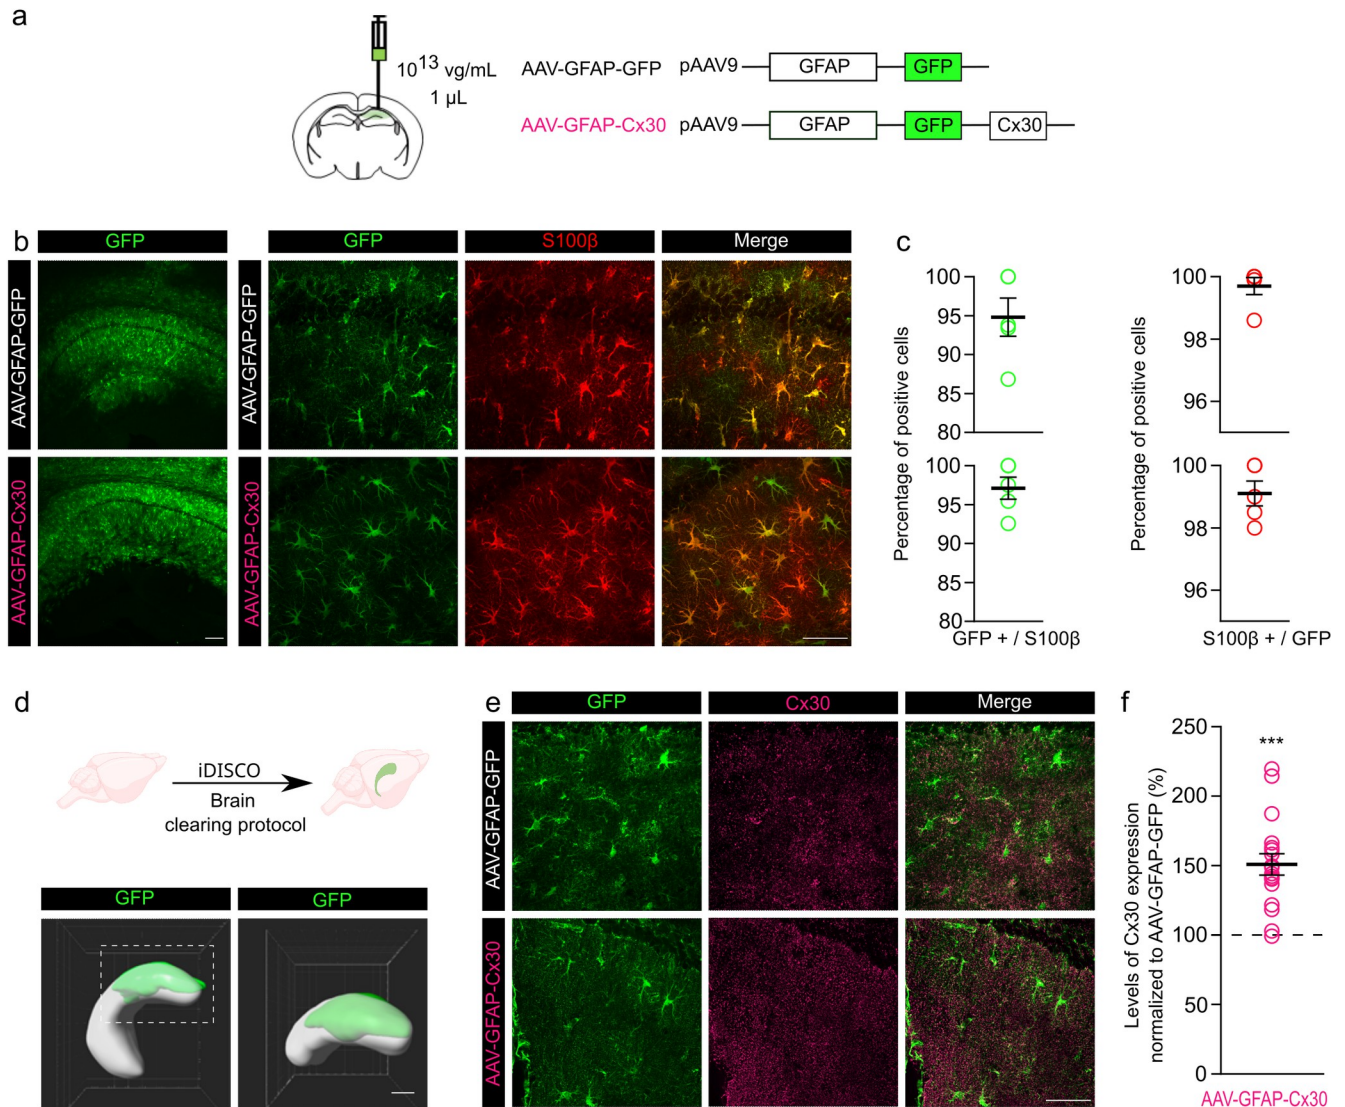 a
10¹³ vg/mL
1 µL
AAV-GFAP-GFP pAAV9 GFAP GFP
AAV-GFAP-Cx30 pAAV9 GFAP GFP Cx30
b
GFP
GFP
S100β
Merge
AAV-GFAP-GFP
AAV-GFAP-GFP
AAV-GFAP-Cx30
AAV-GFAP-Cx30
c
Percentage of positive cells
100
95
90
85
80
100
95
90
85
80
GFP + / S100β
Percentage of positive cells
100
98
96
100
98
96
S100β + / GFP
d
iDISCO
Brain
clearing protocol
GFP
GFP
e
GFP
Cx30
Merge
AAV-GFAP-GFP
AAV-GFAP-Cx30
f
Levels of Cx30 expression
normalized to AAV-GFAP-GFP (%)
250
200
150
100
50
0
***
AAV-GFAP-Cx30